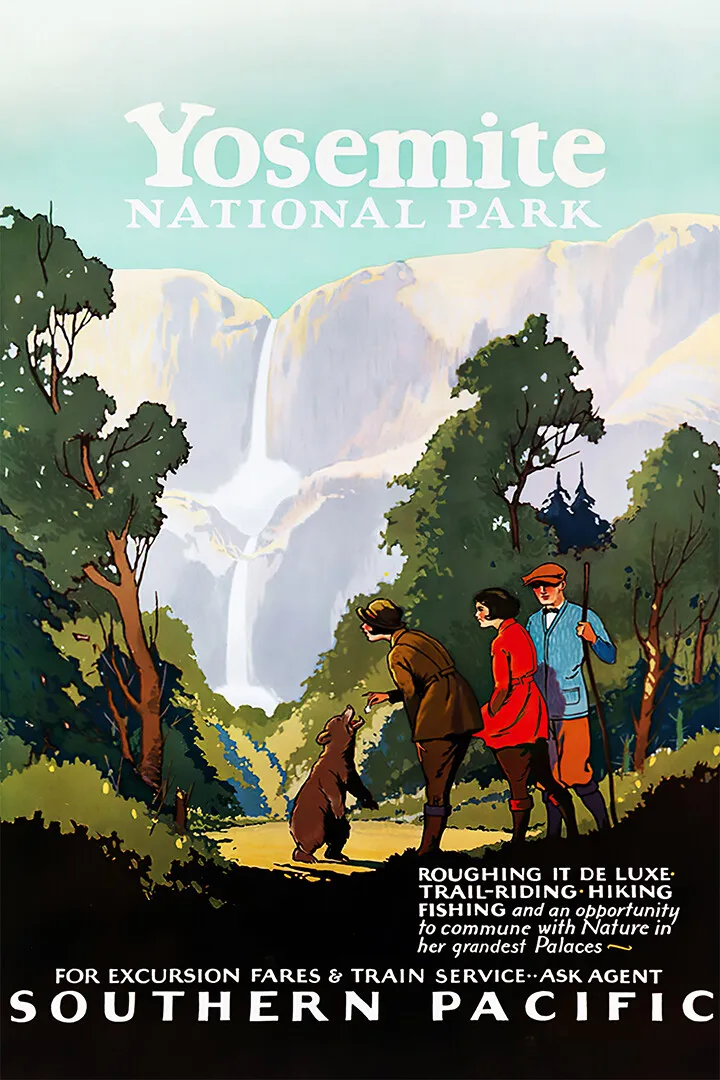 Yosemite
NATIONAL PARK
ROUGHING IT DE LUXE·
TRAIL-RIDING·HIKING
FISHING and an opportunity
to commune with Nature in
her grandest Palaces ~
FOR EXCURSION FARES & TRAIN SERVICE··ASK AGENT
SOUTHERN PACIFIC